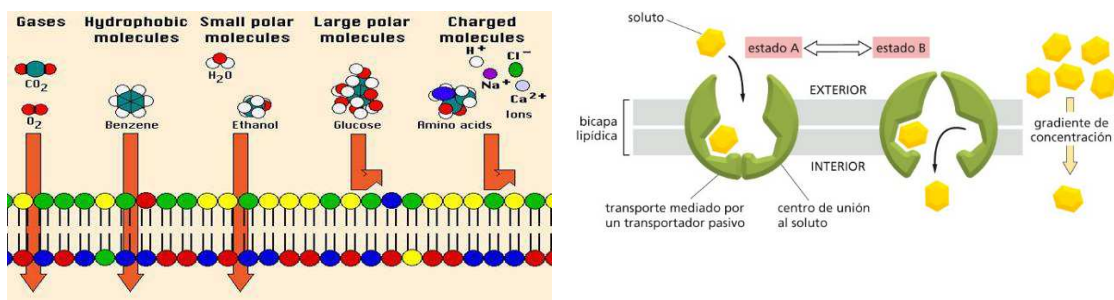 Gases
Hydrophobic
molecules
Small polar
molecules
Large polar
molecules
Charged
molecules
CO2
O2
Benzene
H2O
Ethanol
Glucose
Amino acids
H+
Na+
Cl-
Ca2+
Ions
soluto
estado A
estado B
EXTERIOR
bicapa
lipídica
INTERIOR
gradiente de
concentración
transporte mediado por
un transportador pasivo
centro de unión
al soluto